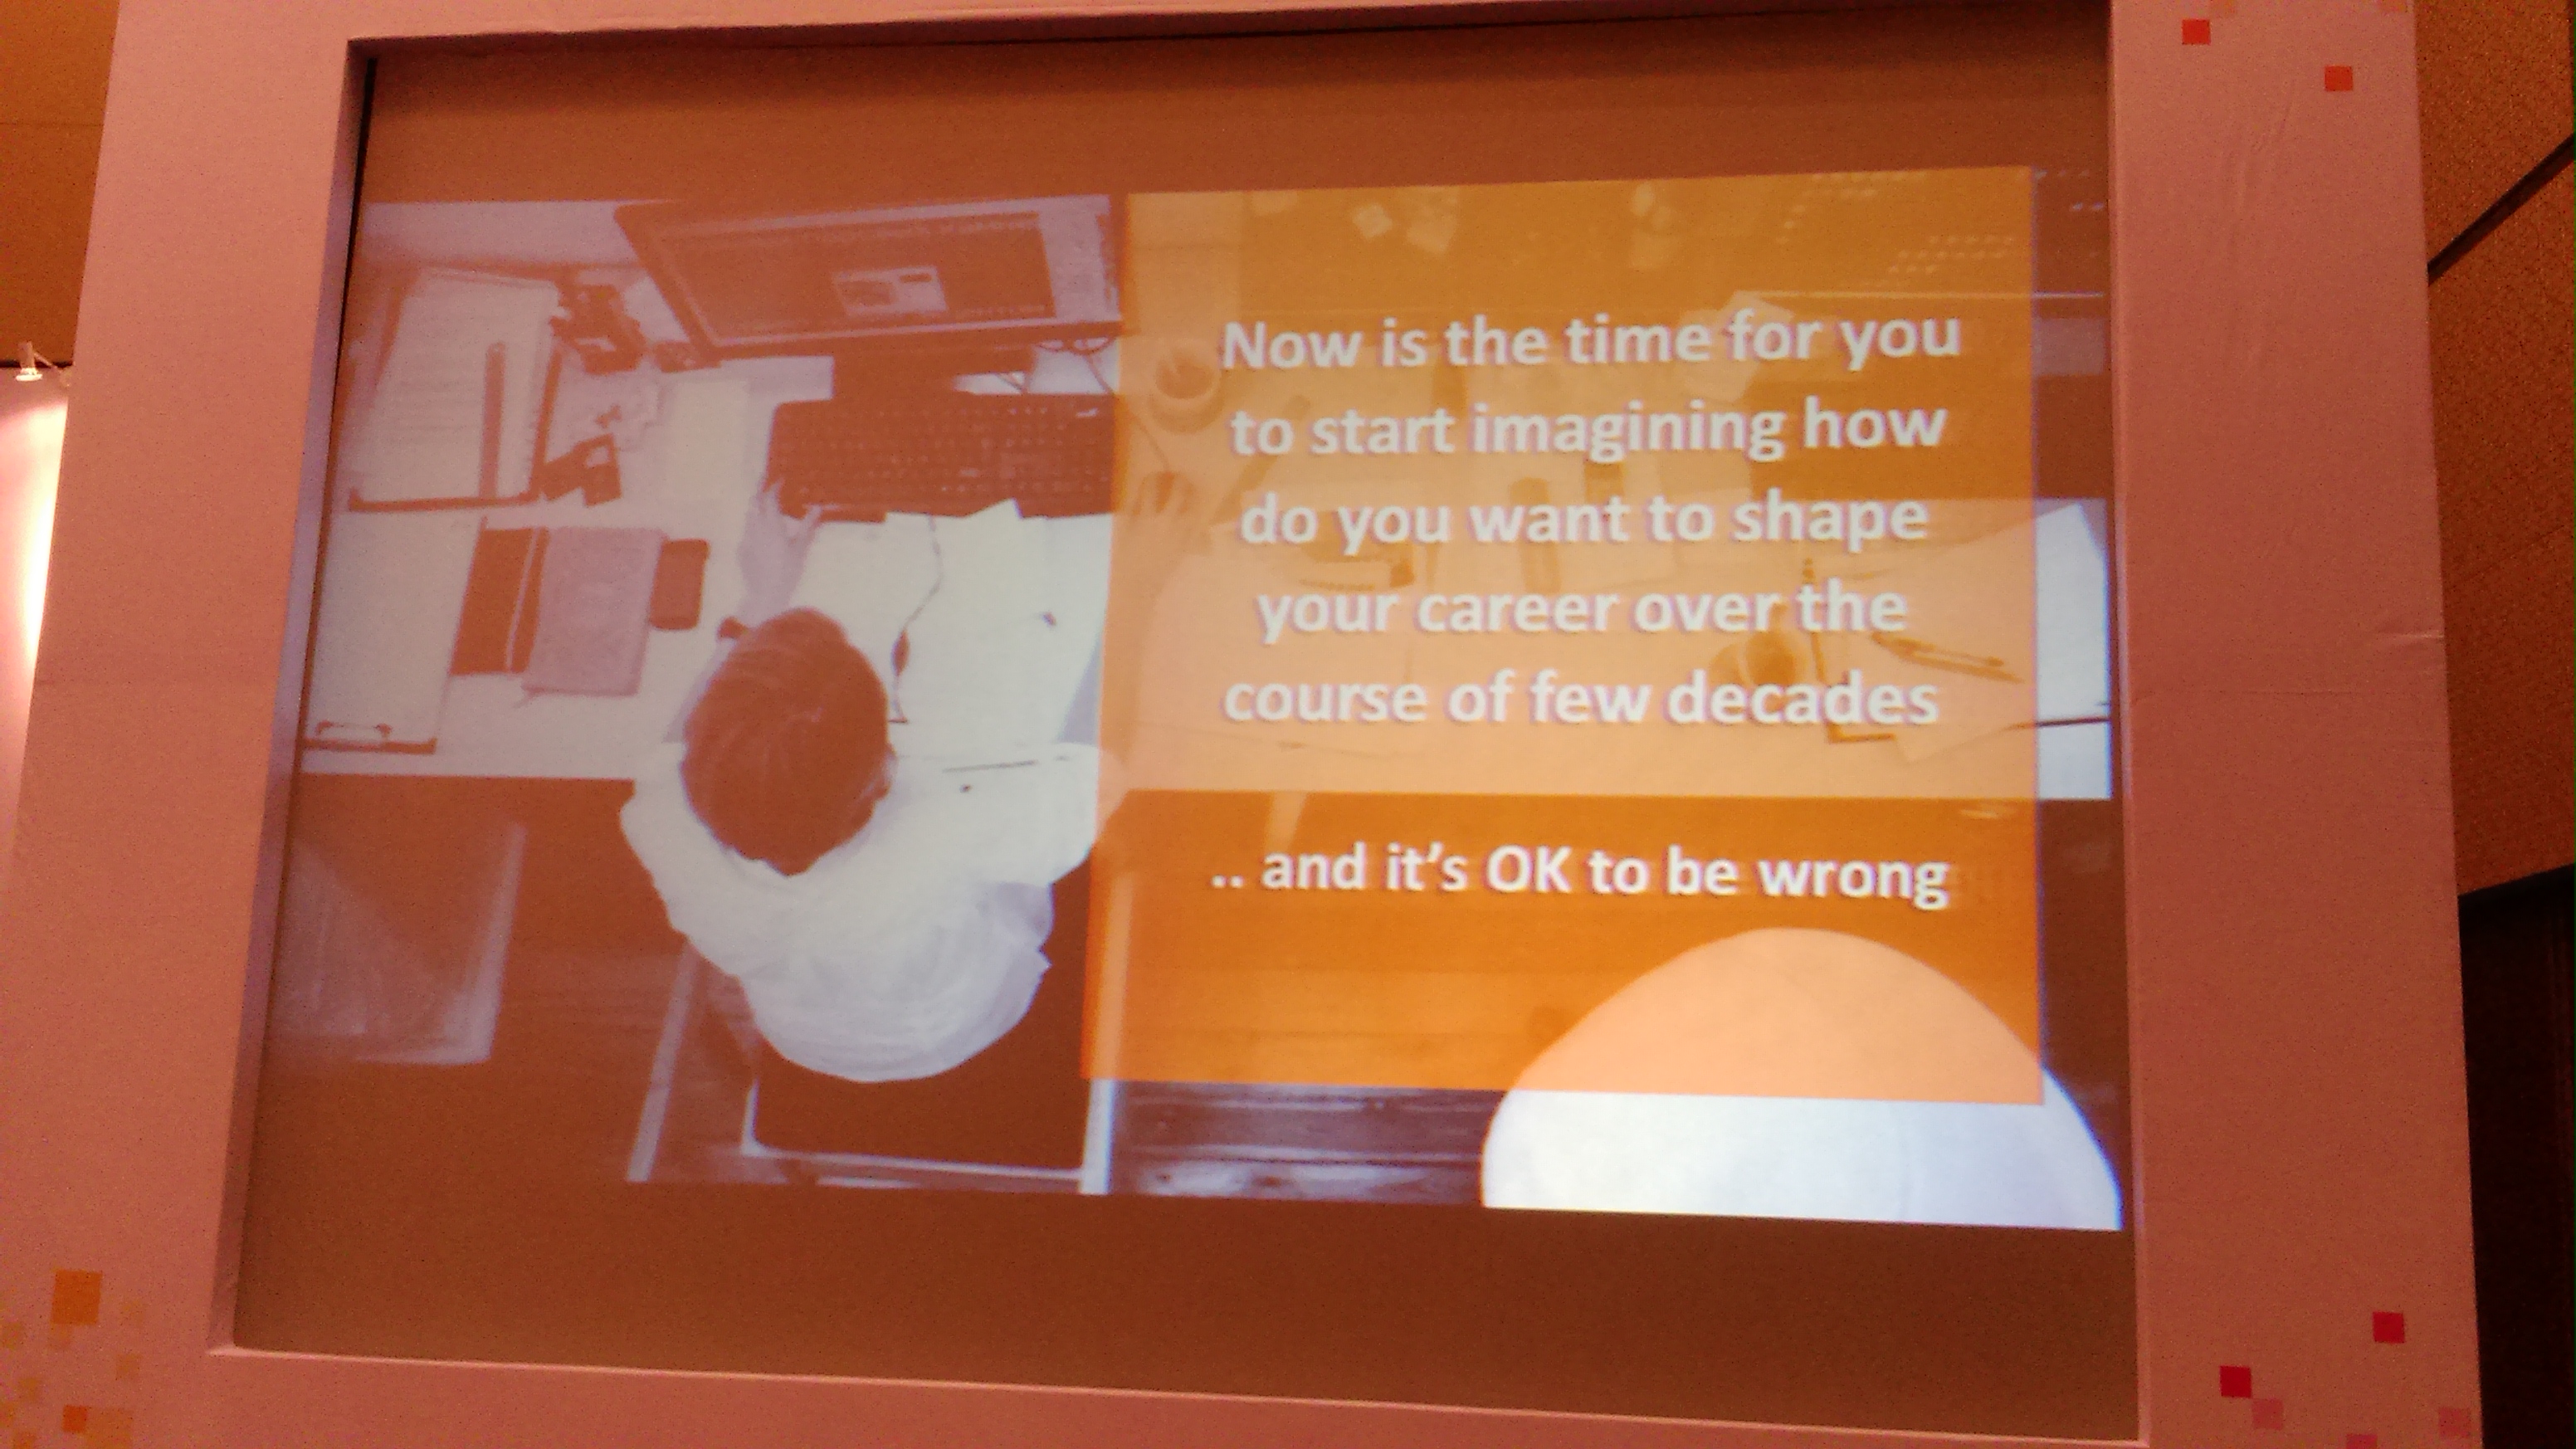 Now is the time for you
to start imagining how
do you want to shape
your career over the
course of few decades
.. and it's OK to be wrong